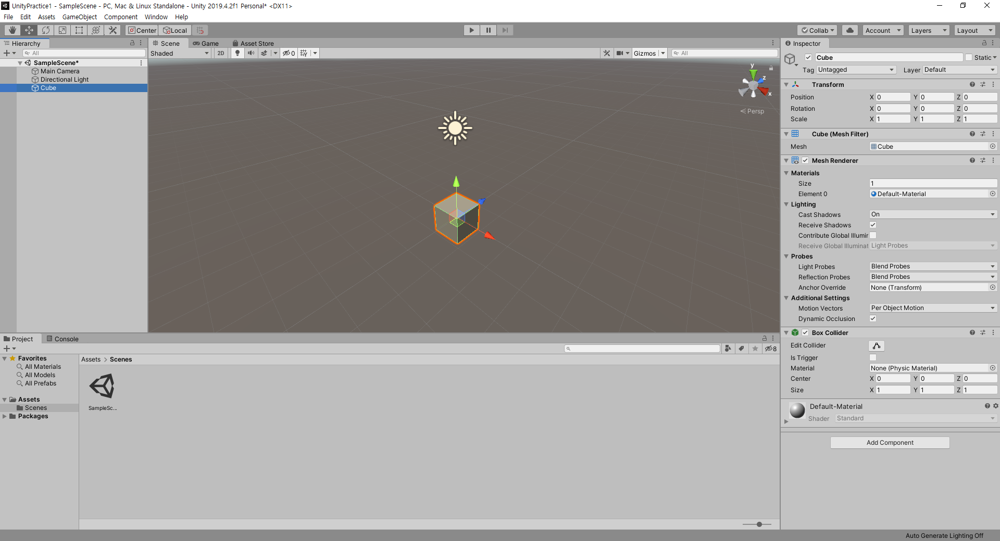 UnityPractice1 - SampleScene - PC, Mac & Linux Standalone - Unity 2019.4.2f1 Personal* <DX11>
File Edit Assets GameObject Component Window Help
Center Local Collab Account Layers Layout
Hierarchy
All
SampleScene*
Main Camera
Directional Light
Cube
Scene Game Asset Store
Shaded 2D 0 Gizmos All
y
z
x
Persp
Project Console
8
Favorites
All Materials
All Models
All Prefabs
Assets
Scenes
Packages
Assets > Scenes
SampleSc...
Inspector
Cube Static
Tag Untagged Layer Default
Transform
Position X 0 Y 0 Z 0
Rotation X 0 Y 0 Z 0
Scale X 1 Y 1 Z 1
Cube (Mesh Filter)
Mesh Cube
Mesh Renderer
Materials
Size 1
Element 0 Default-Material
Lighting
Cast Shadows On
Receive Shadows
Contribute Global Illumir
Receive Global Illuminat Light Probes
Probes
Light Probes Blend Probes
Reflection Probes Blend Probes
Anchor Override None (Transform)
Additional Settings
Motion Vectors Per Object Motion
Dynamic Occlusion
Box Collider
Edit Collider
Is Trigger
Material None (Physic Material)
Center X 0 Y 0 Z 0
Size X 1 Y 1 Z 1
Default-Material
Shader Standard
Add Component
Auto Generate Lighting Off